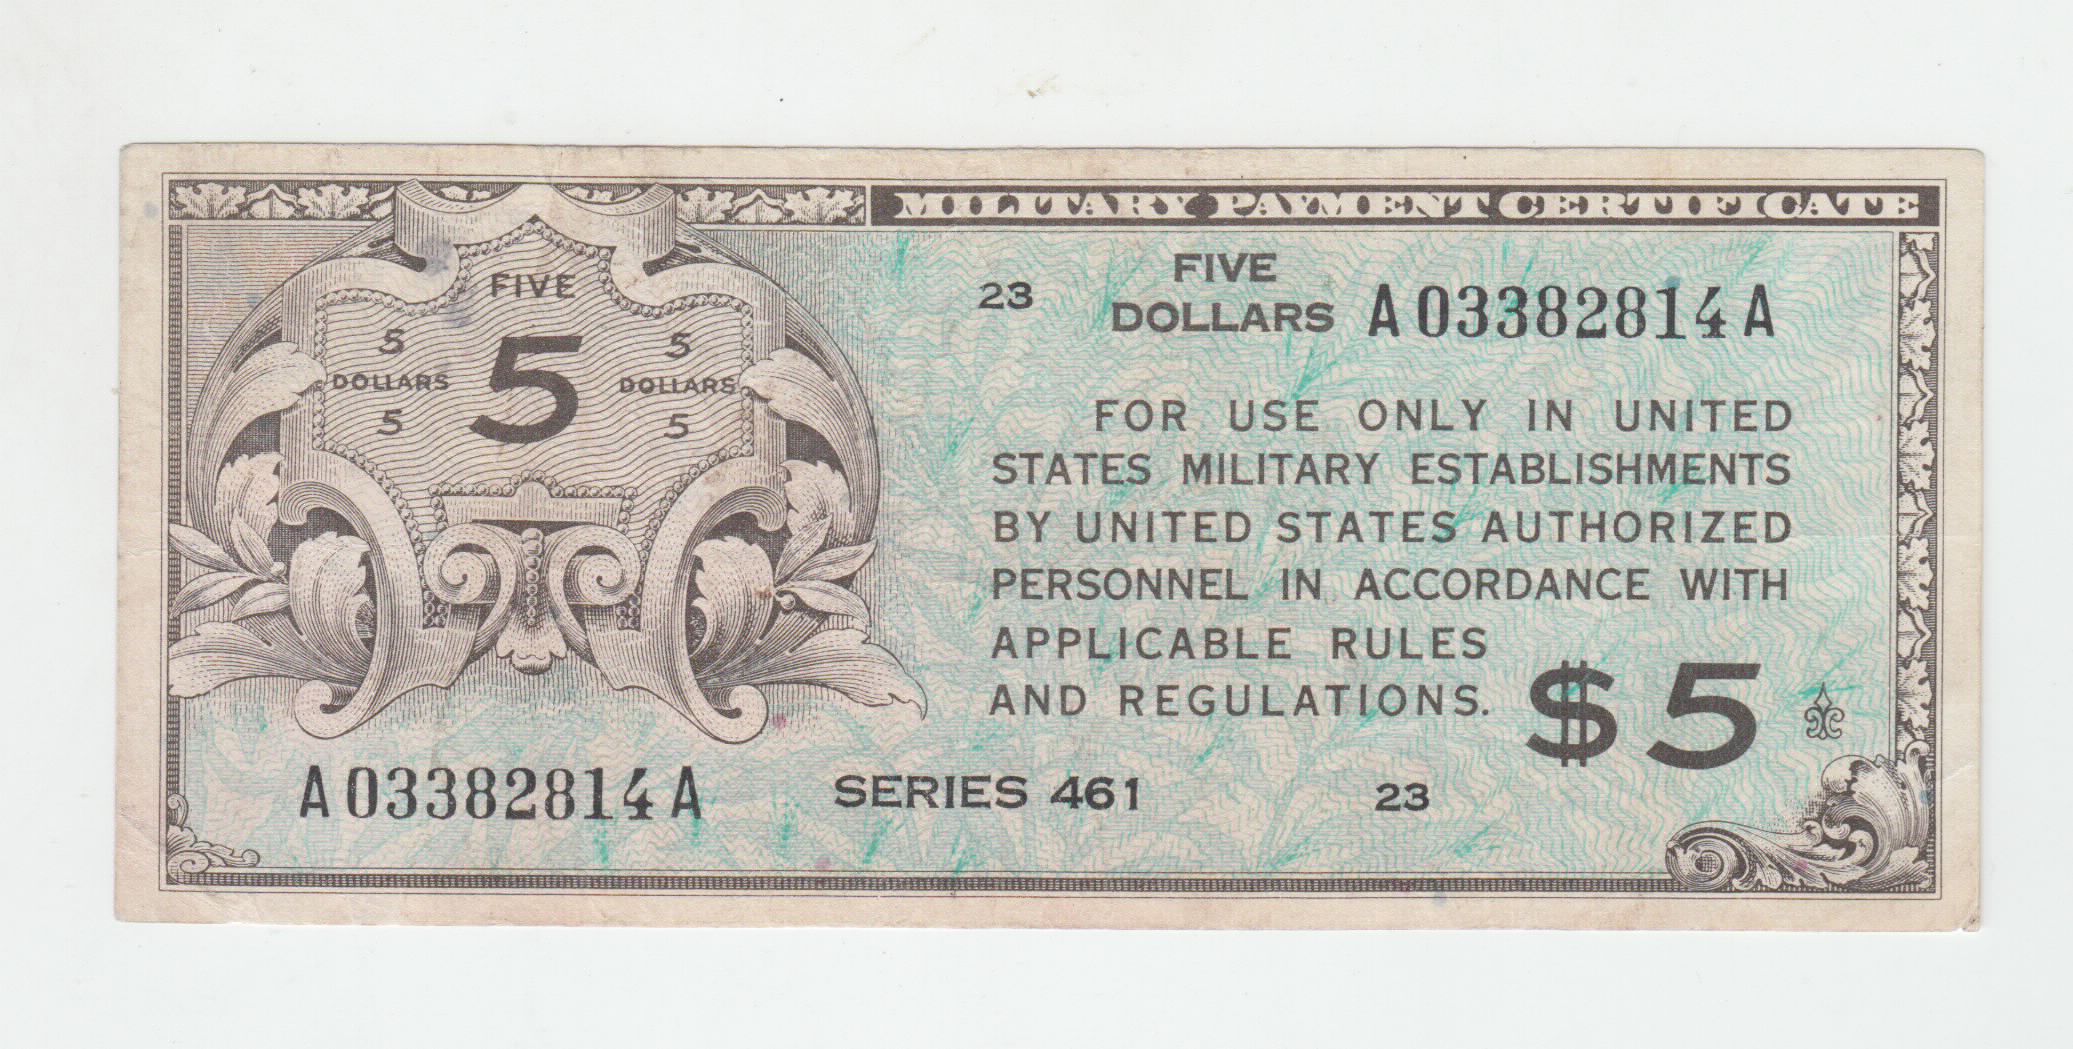 MILITARY PAYMENT CERTIFICATE
FIVE
5 5
DOLLARS 5 DOLLARS
5 5
23
FIVE
DOLLARS
A03382814A
FOR USE ONLY IN UNITED
STATES MILITARY ESTABLISHMENTS
BY UNITED STATES AUTHORIZED
PERSONNEL IN ACCORDANCE WITH
APPLICABLE RULES
AND REGULATIONS.
$5
A03382814A
SERIES 461
23